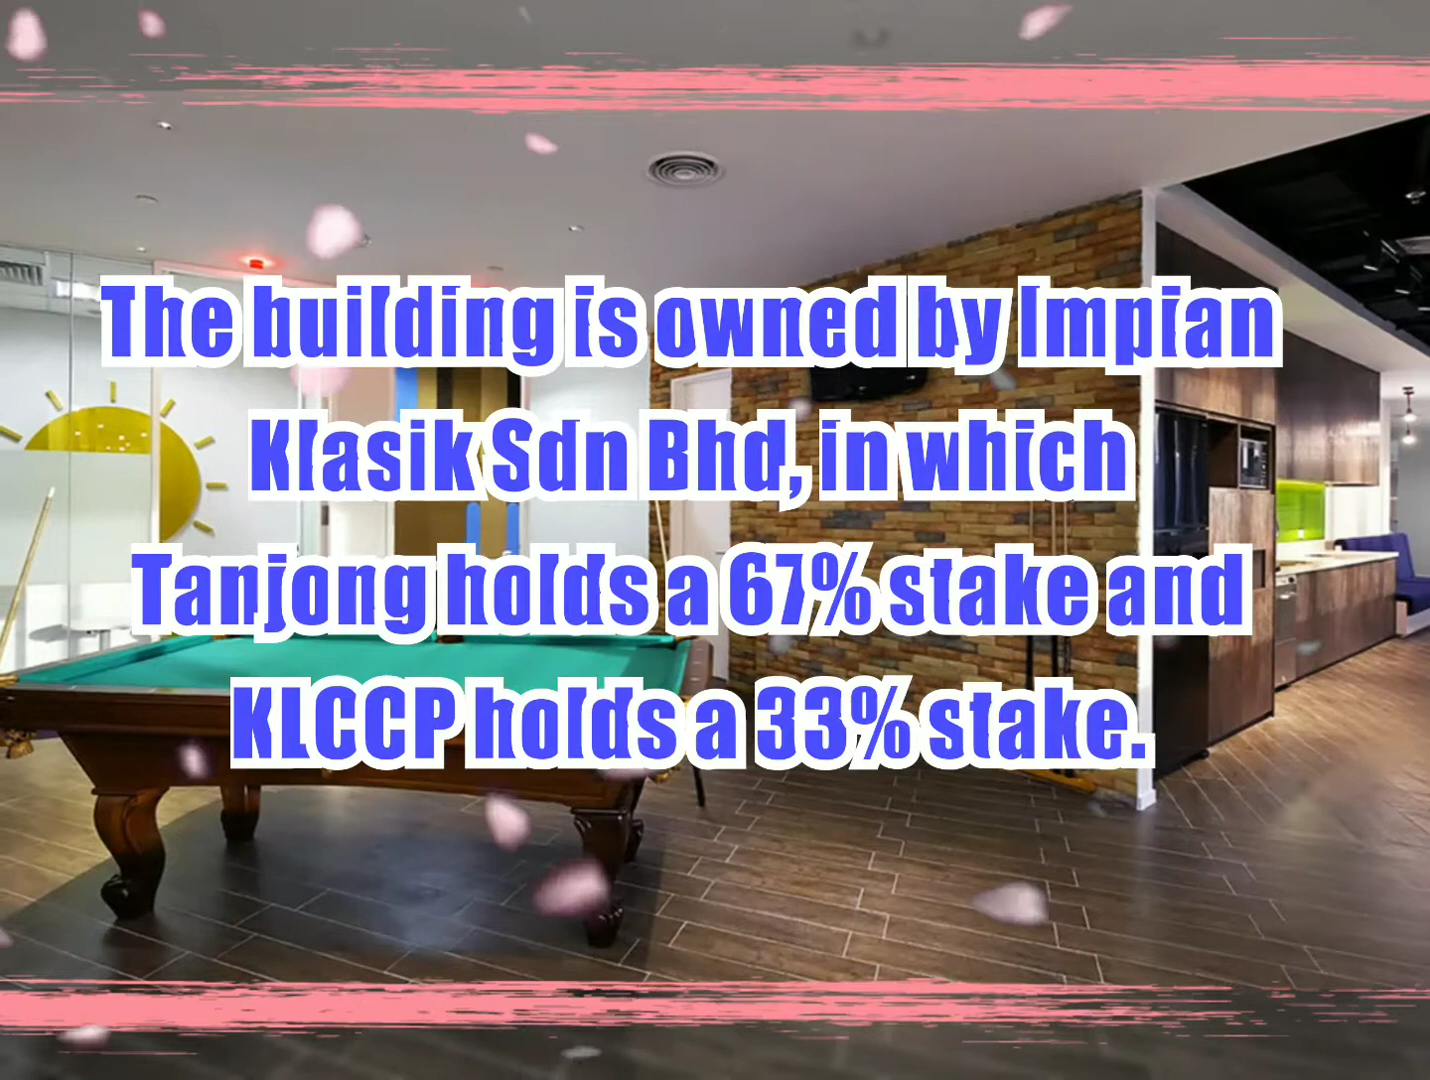 The building is owned by Impian
Klasik Sdn Bhd, in which
Tanjong holds a 67% stake and
KLCCP holds a 33% stake.